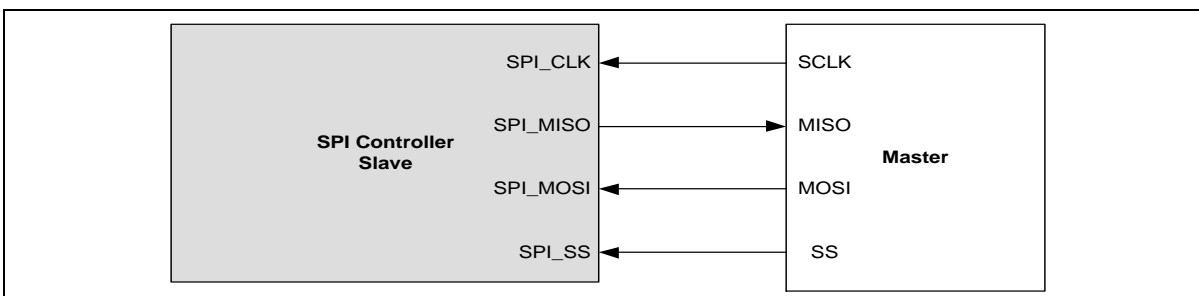 SPI Controller
Slave
SPI_CLK
SPI_MISO
SPI_MOSI
SPI_SS
SCLK
MISO
MOSI
SS
Master